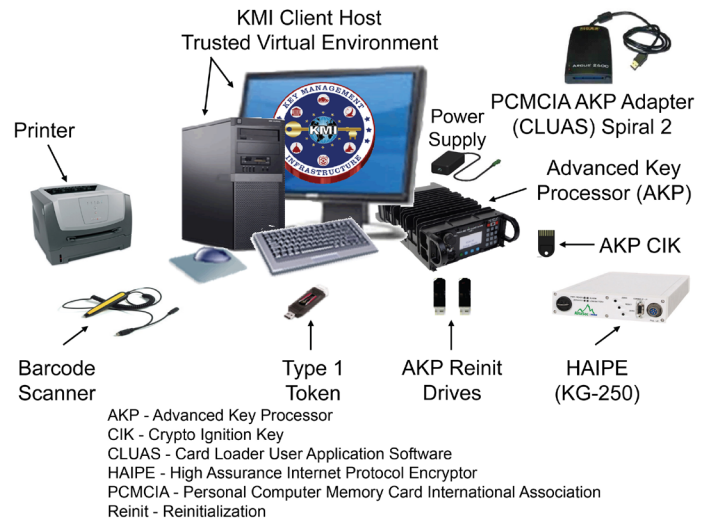 KMI Client Host
Trusted Virtual Environment
KEY MANAGEMENT
KMI
INFRASTRUCTURE
PCMCIA AKP Adapter
(CLUAS) Spiral 2
Printer
Power
Supply
Advanced Key
Processor (AKP)
AKP CIK
Barcode
Scanner
Type 1
Token
AKP Reinit
Drives
HAIPE
(KG-250)
AKP - Advanced Key Processor
CIK - Crypto Ignition Key
CLUAS - Card Loader User Application Software
HAIPE - High Assurance Internet Protocol Encryptor
PCMCIA - Personal Computer Memory Card International Association
Reinit - Reinitialization